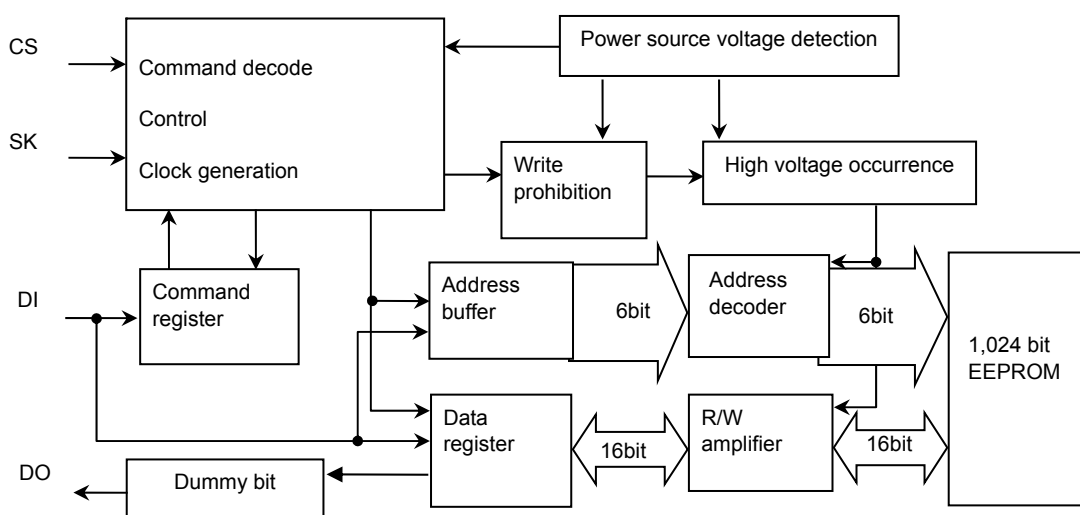 CS
Command decode
Control
Clock generation
Power source voltage detection
SK
Write
prohibition
High voltage occurrence
DI
Command
register
Address
buffer
6bit
Address
decoder
6bit
1,024 bit
EEPROM
Data
register
16bit
R/W
amplifier
16bit
DO
Dummy bit